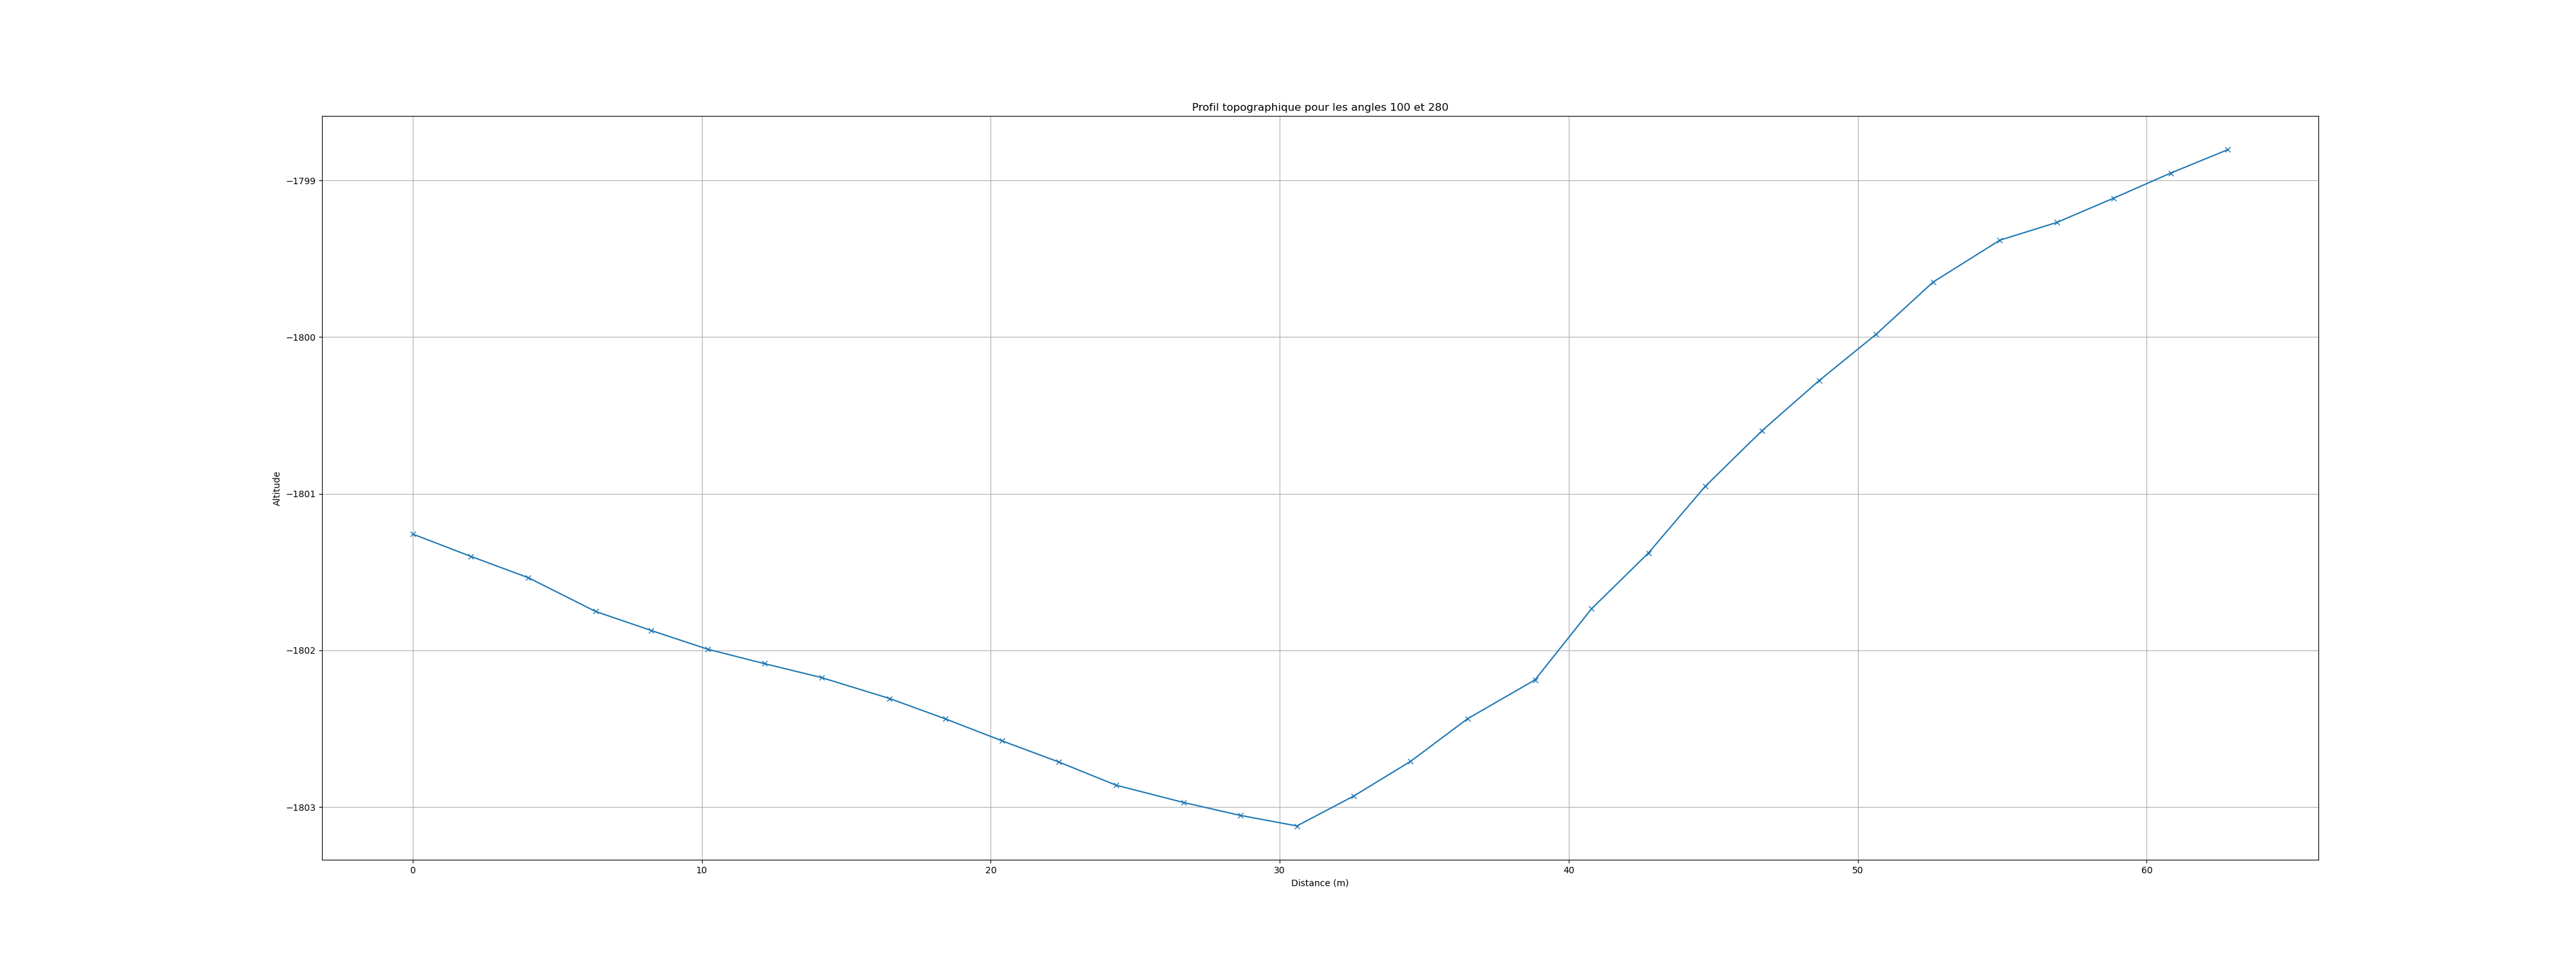 Profil topographique pour les angles 100 et 280
Altitude
−1799
−1800
−1801
−1802
−1803
0 10 20 30 40 50 60
Distance (m)